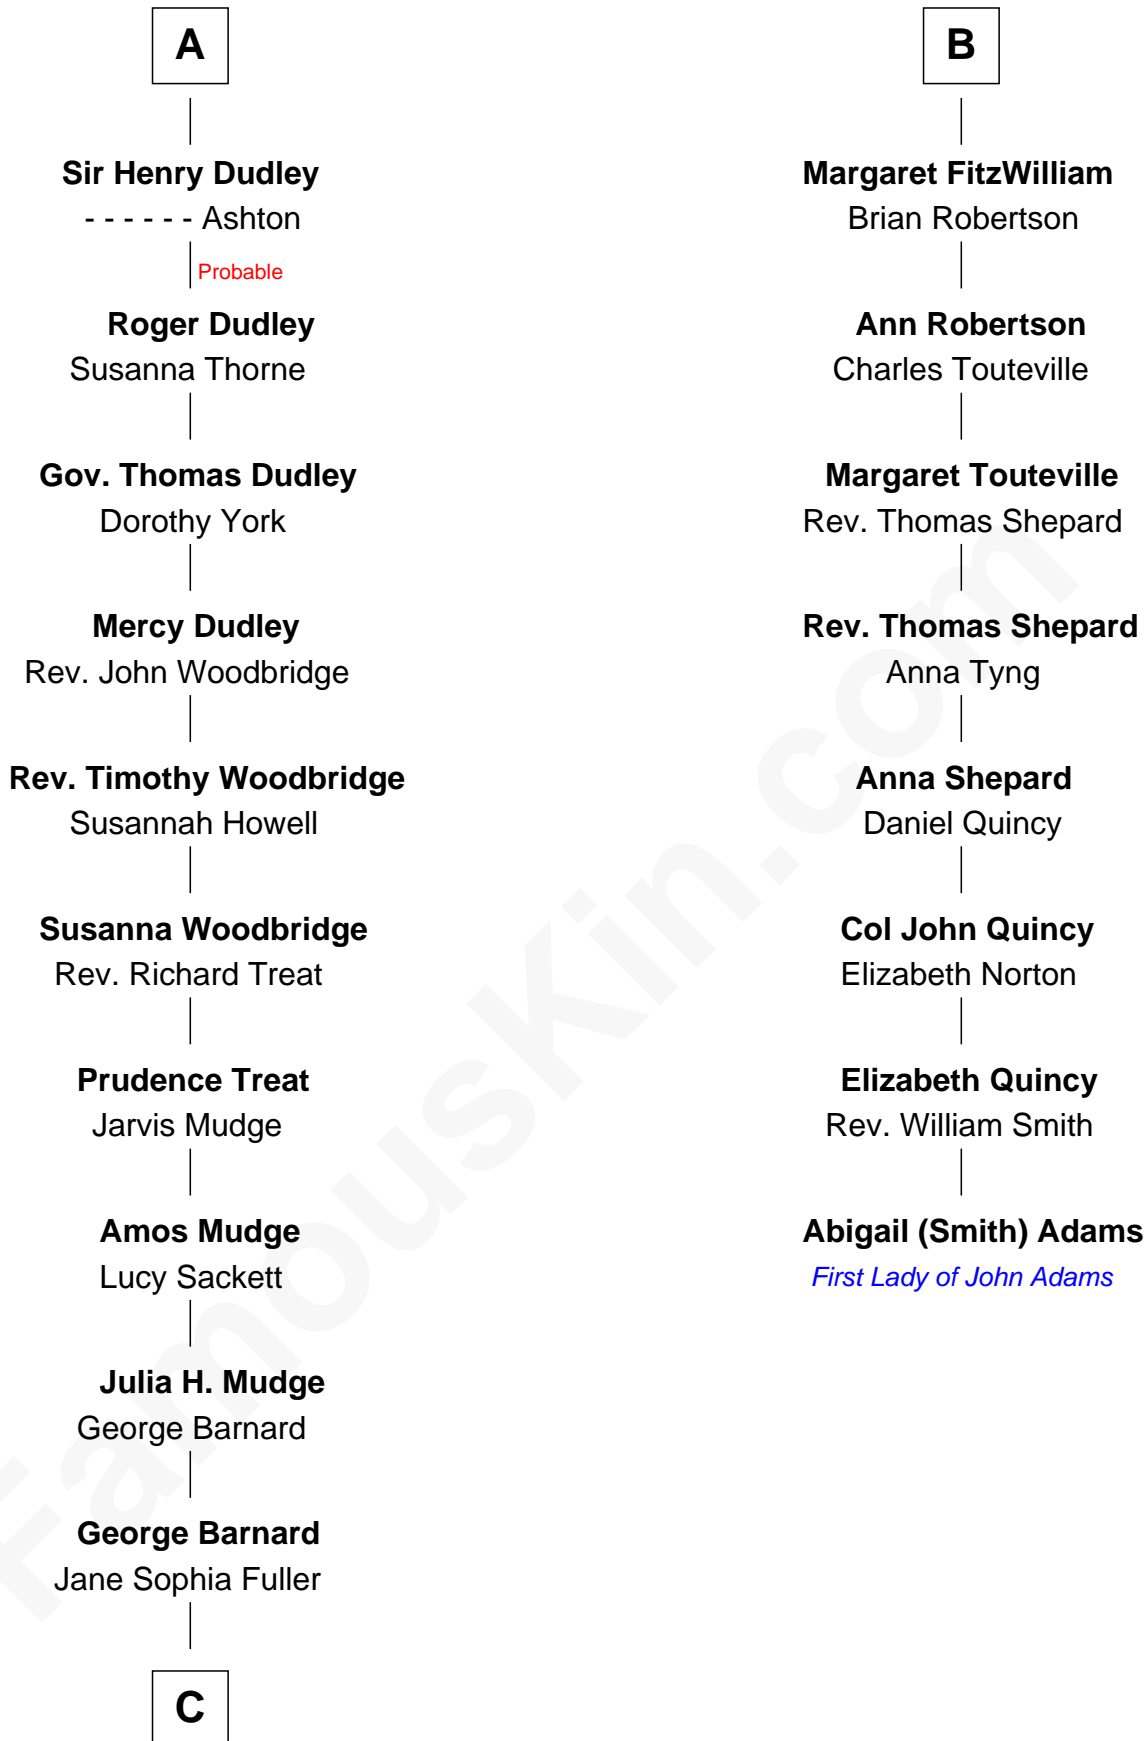 A
Sir Henry Dudley
- - - - - - Ashton
Probable
Roger Dudley
Susanna Thorne
Gov. Thomas Dudley
Dorothy York
Mercy Dudley
Rev. John Woodbridge
Rev. Timothy Woodbridge
Susannah Howell
Susanna Woodbridge
Rev. Richard Treat
Prudence Treat
Jarvis Mudge
Amos Mudge
Lucy Sackett
Julia H. Mudge
George Barnard
George Barnard
Jane Sophia Fuller
C
B
Margaret FitzWilliam
Brian Robertson
Ann Robertson
Charles Touteville
Margaret Touteville
Rev. Thomas Shepard
Rev. Thomas Shepard
Anna Tyng
Anna Shepard
Daniel Quincy
Col John Quincy
Elizabeth Norton
Elizabeth Quincy
Rev. William Smith
Abigail (Smith) Adams
First Lady of John Adams
FamousKin.com